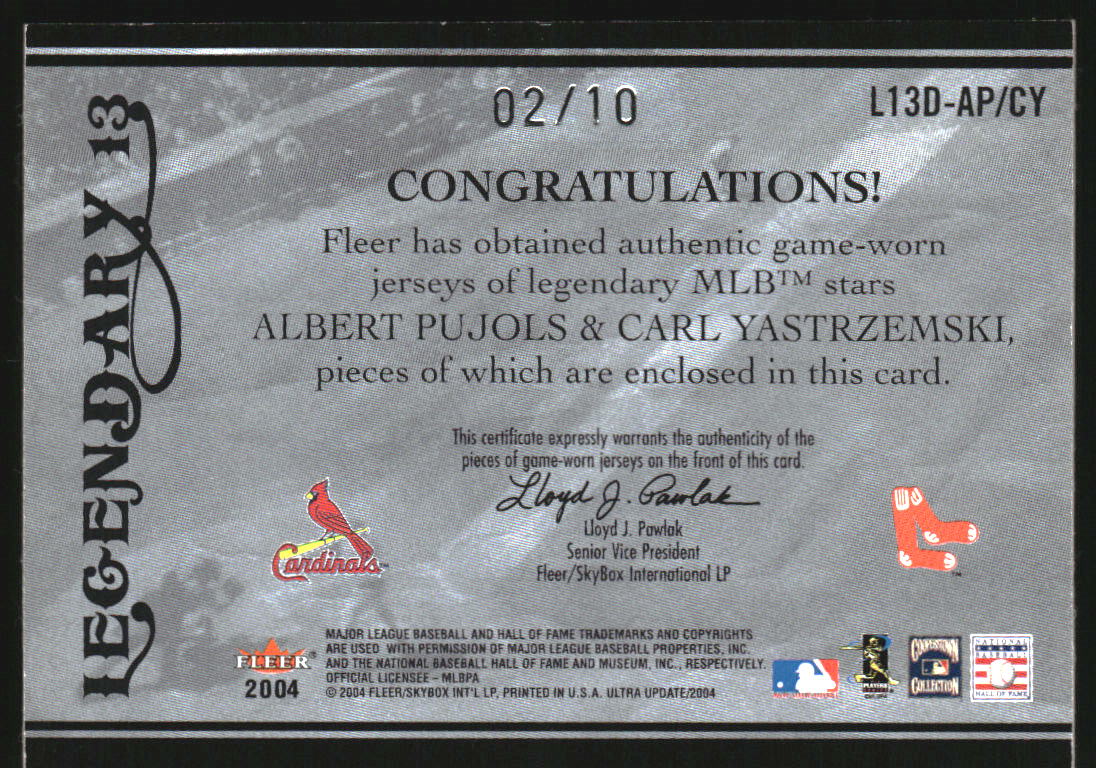 LEGENDARY 13
02/10
L13D-AP/CY
CONGRATULATIONS!
Fleer has obtained authentic game-worn
jerseys of legendary MLB™ stars
ALBERT PUJOLS & CARL YASTRZEMSKI,
pieces of which are enclosed in this card.
This certificate expressly warrants the authenticity of the
pieces of game-worn jerseys on the front of this card.
Lloyd J. Pawlak
Lloyd J. Pawlak
Senior Vice President
Fleer/SkyBox International LP
Cardinals™
™
FLEER®
2004
MAJOR LEAGUE BASEBALL AND HALL OF FAME TRADEMARKS AND COPYRIGHTS
ARE USED WITH PERMISSION OF MAJOR LEAGUE BASEBALL PROPERTIES, INC.
AND THE NATIONAL BASEBALL HALL OF FAME AND MUSEUM, INC., RESPECTIVELY.
OFFICIAL LICENSEE - MLBPA
© 2004 FLEER/SKYBOX INT'L LP, PRINTED IN U.S.A. ULTRA UPDATE/2004
PLAYERS
COOPERSTOWN
COLLECTION
NATIONAL
BASEBALL
HALL OF FAME